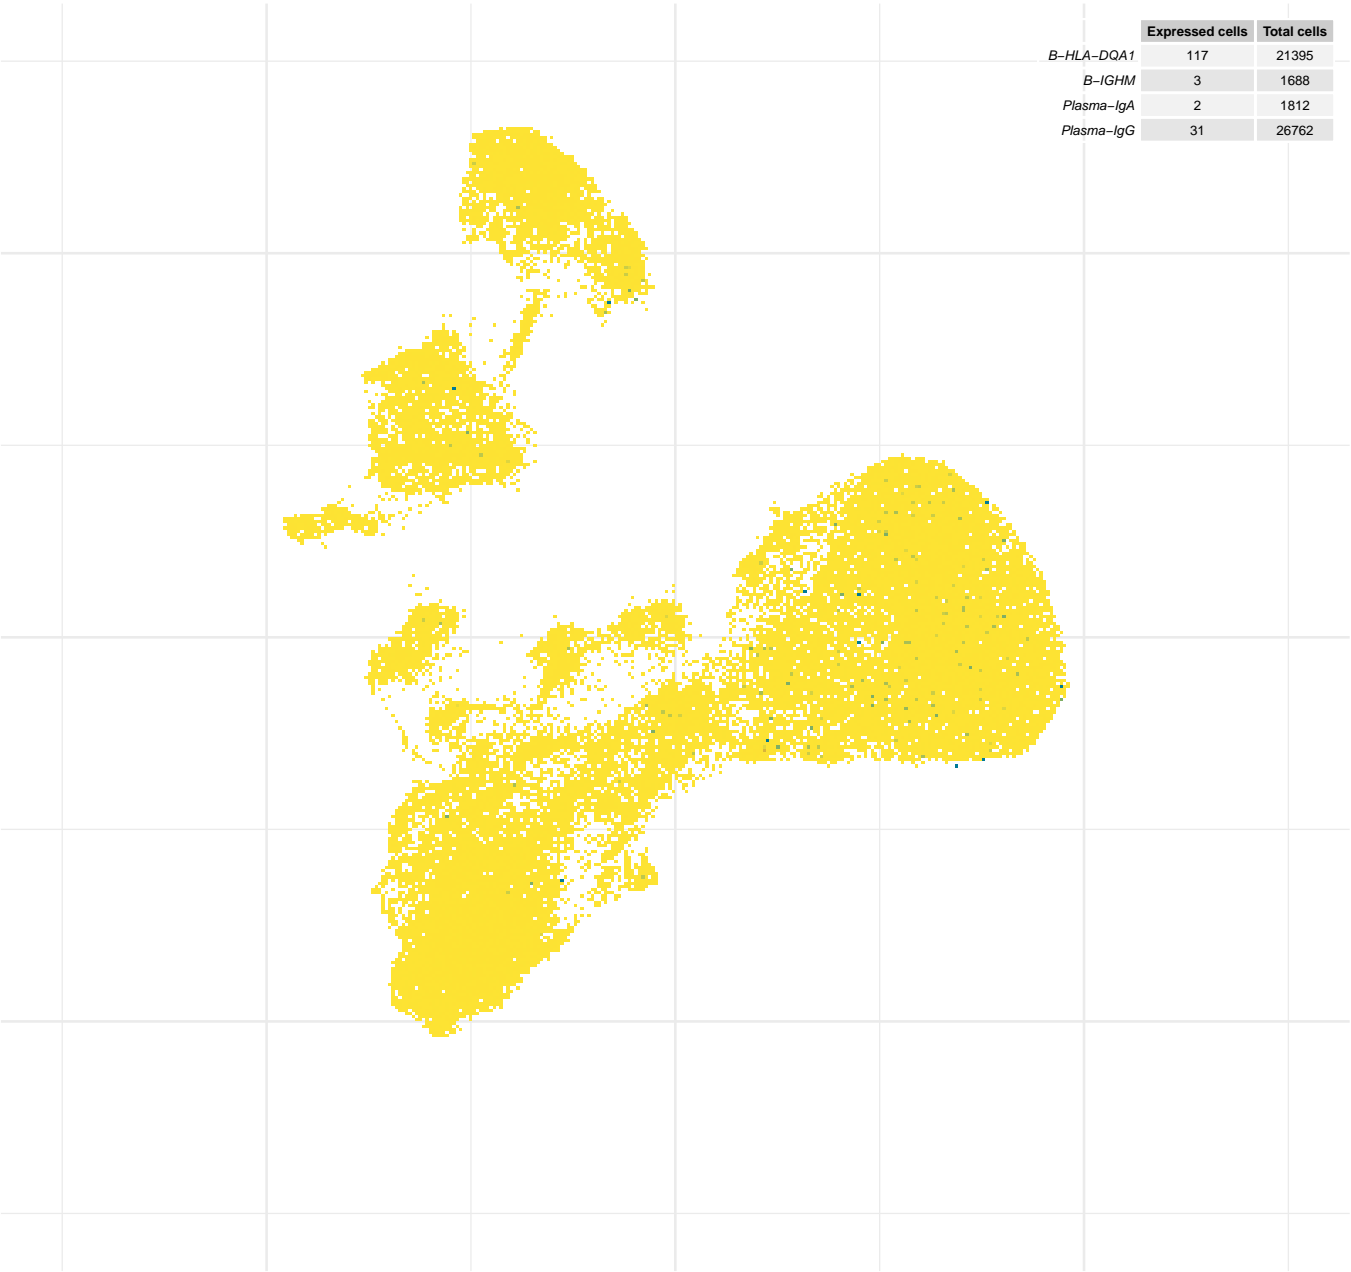 Expressed cells Total cells
B−HLA−DQA1 117 21395
B−IGHM 3 1688
Plasma−IgA 2 1812
Plasma−IgG 31 26762